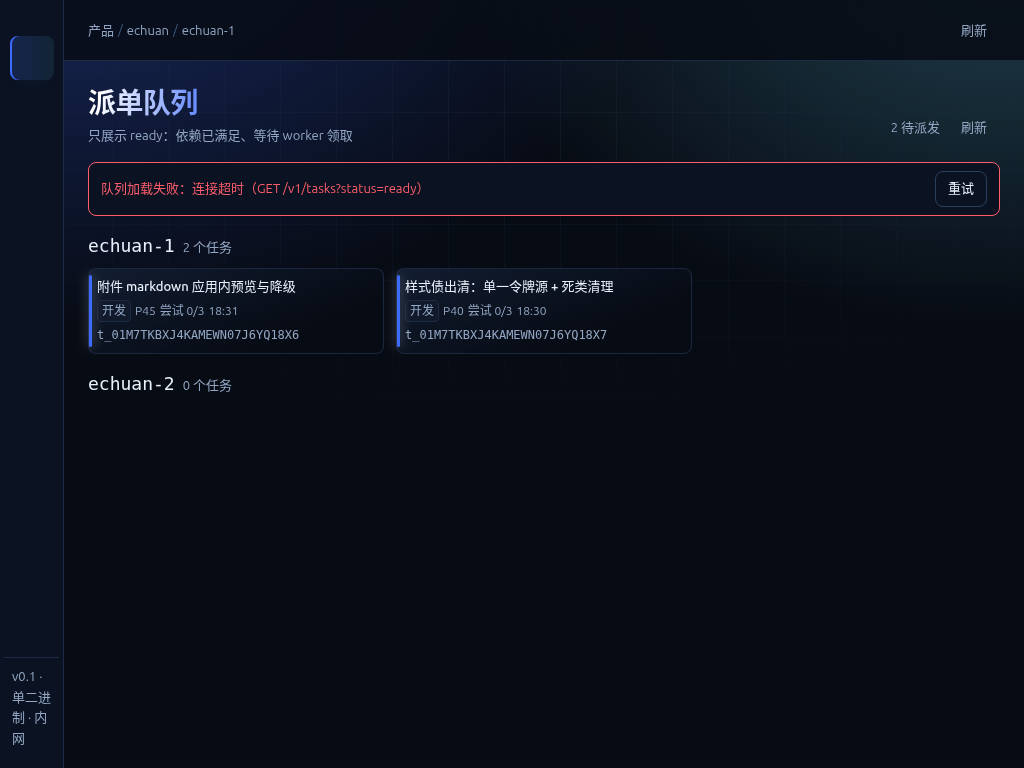 产品 / echuan / echuan-1
刷新
派单队列
只展示 ready：依赖已满足、等待 worker 领取
2 待派发 刷新
队列加载失败：连接超时（GET /v1/tasks?status=ready）
重试
echuan-1 2 个任务
附件 markdown 应用内预览与降级
开发 P45 尝试 0/3 18:31
t_01M7TKBXJ4KAMEWN07J6YQ18X6
样式债出清：单一令牌源 + 死类清理
开发 P40 尝试 0/3 18:30
t_01M7TKBXJ4KAMEWN07J6YQ18X7
echuan-2 0 个任务
v0.1 ·
单二进
制 · 内
网